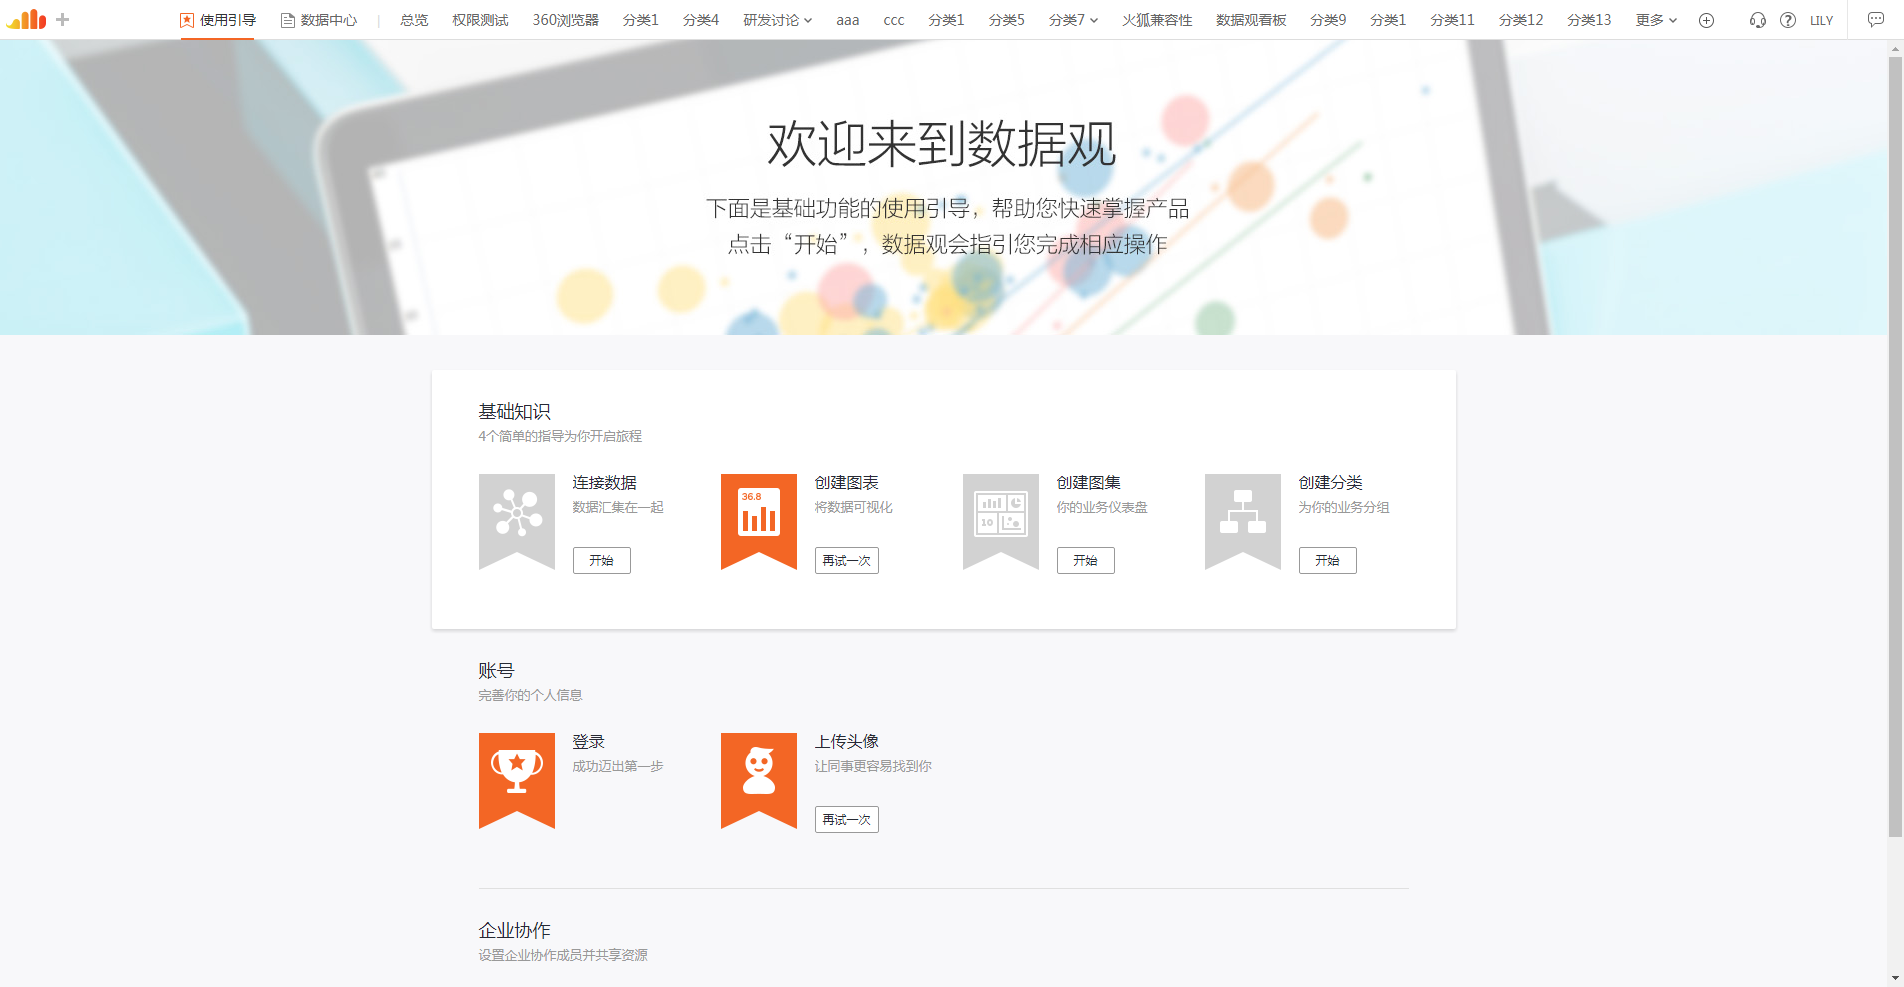 使用引导 数据中心 | 总览 权限测试 360浏览器 分类1 分类4 研发讨论 aaa ccc 分类1 分类5 分类7 火狐兼容性 数据观看板 分类9 分类1 分类11 分类12 分类13 更多 LILY
欢迎来到数据观
下面是基础功能的使用引导，帮助您快速掌握产品
点击“开始”，数据观会指引您完成相应操作
基础知识
4个简单的指导为你开启旅程
连接数据
数据汇集在一起
开始
36.8
创建图表
将数据可视化
再试一次
10
创建图集
你的业务仪表盘
开始
创建分类
为你的业务分组
开始
账号
完善你的个人信息
登录
成功迈出第一步
上传头像
让同事更容易找到你
再试一次
企业协作
设置企业协作成员并共享资源